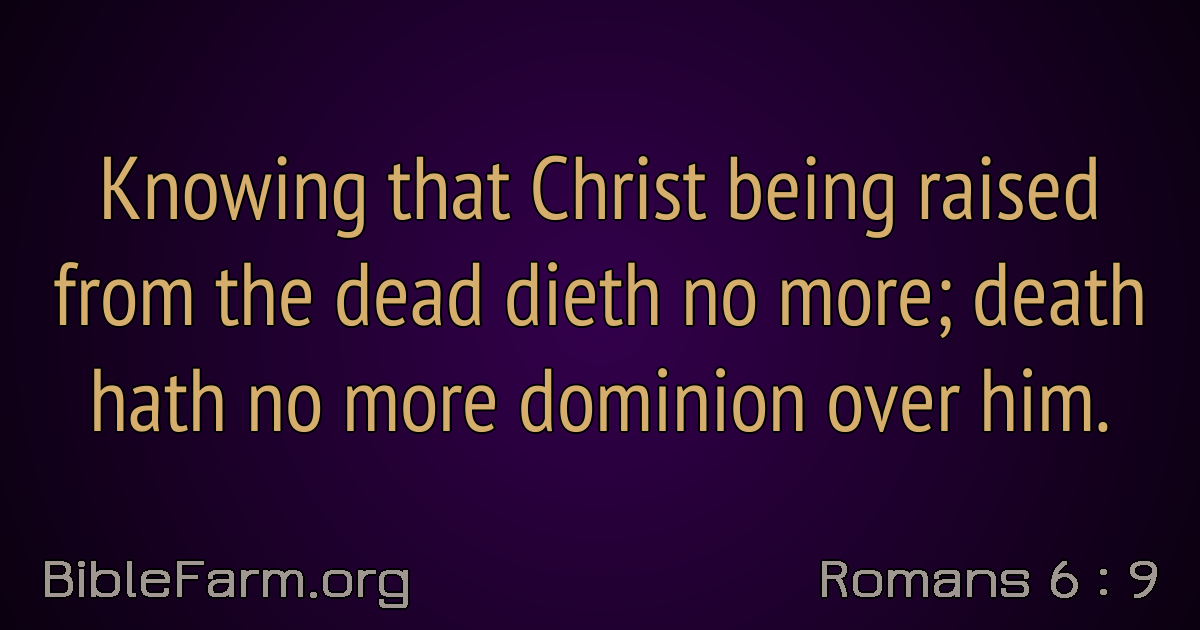 Knowing that Christ being raised
from the dead dieth no more; death
hath no more dominion over him.
BibleFarm.org
Romans 6 : 9